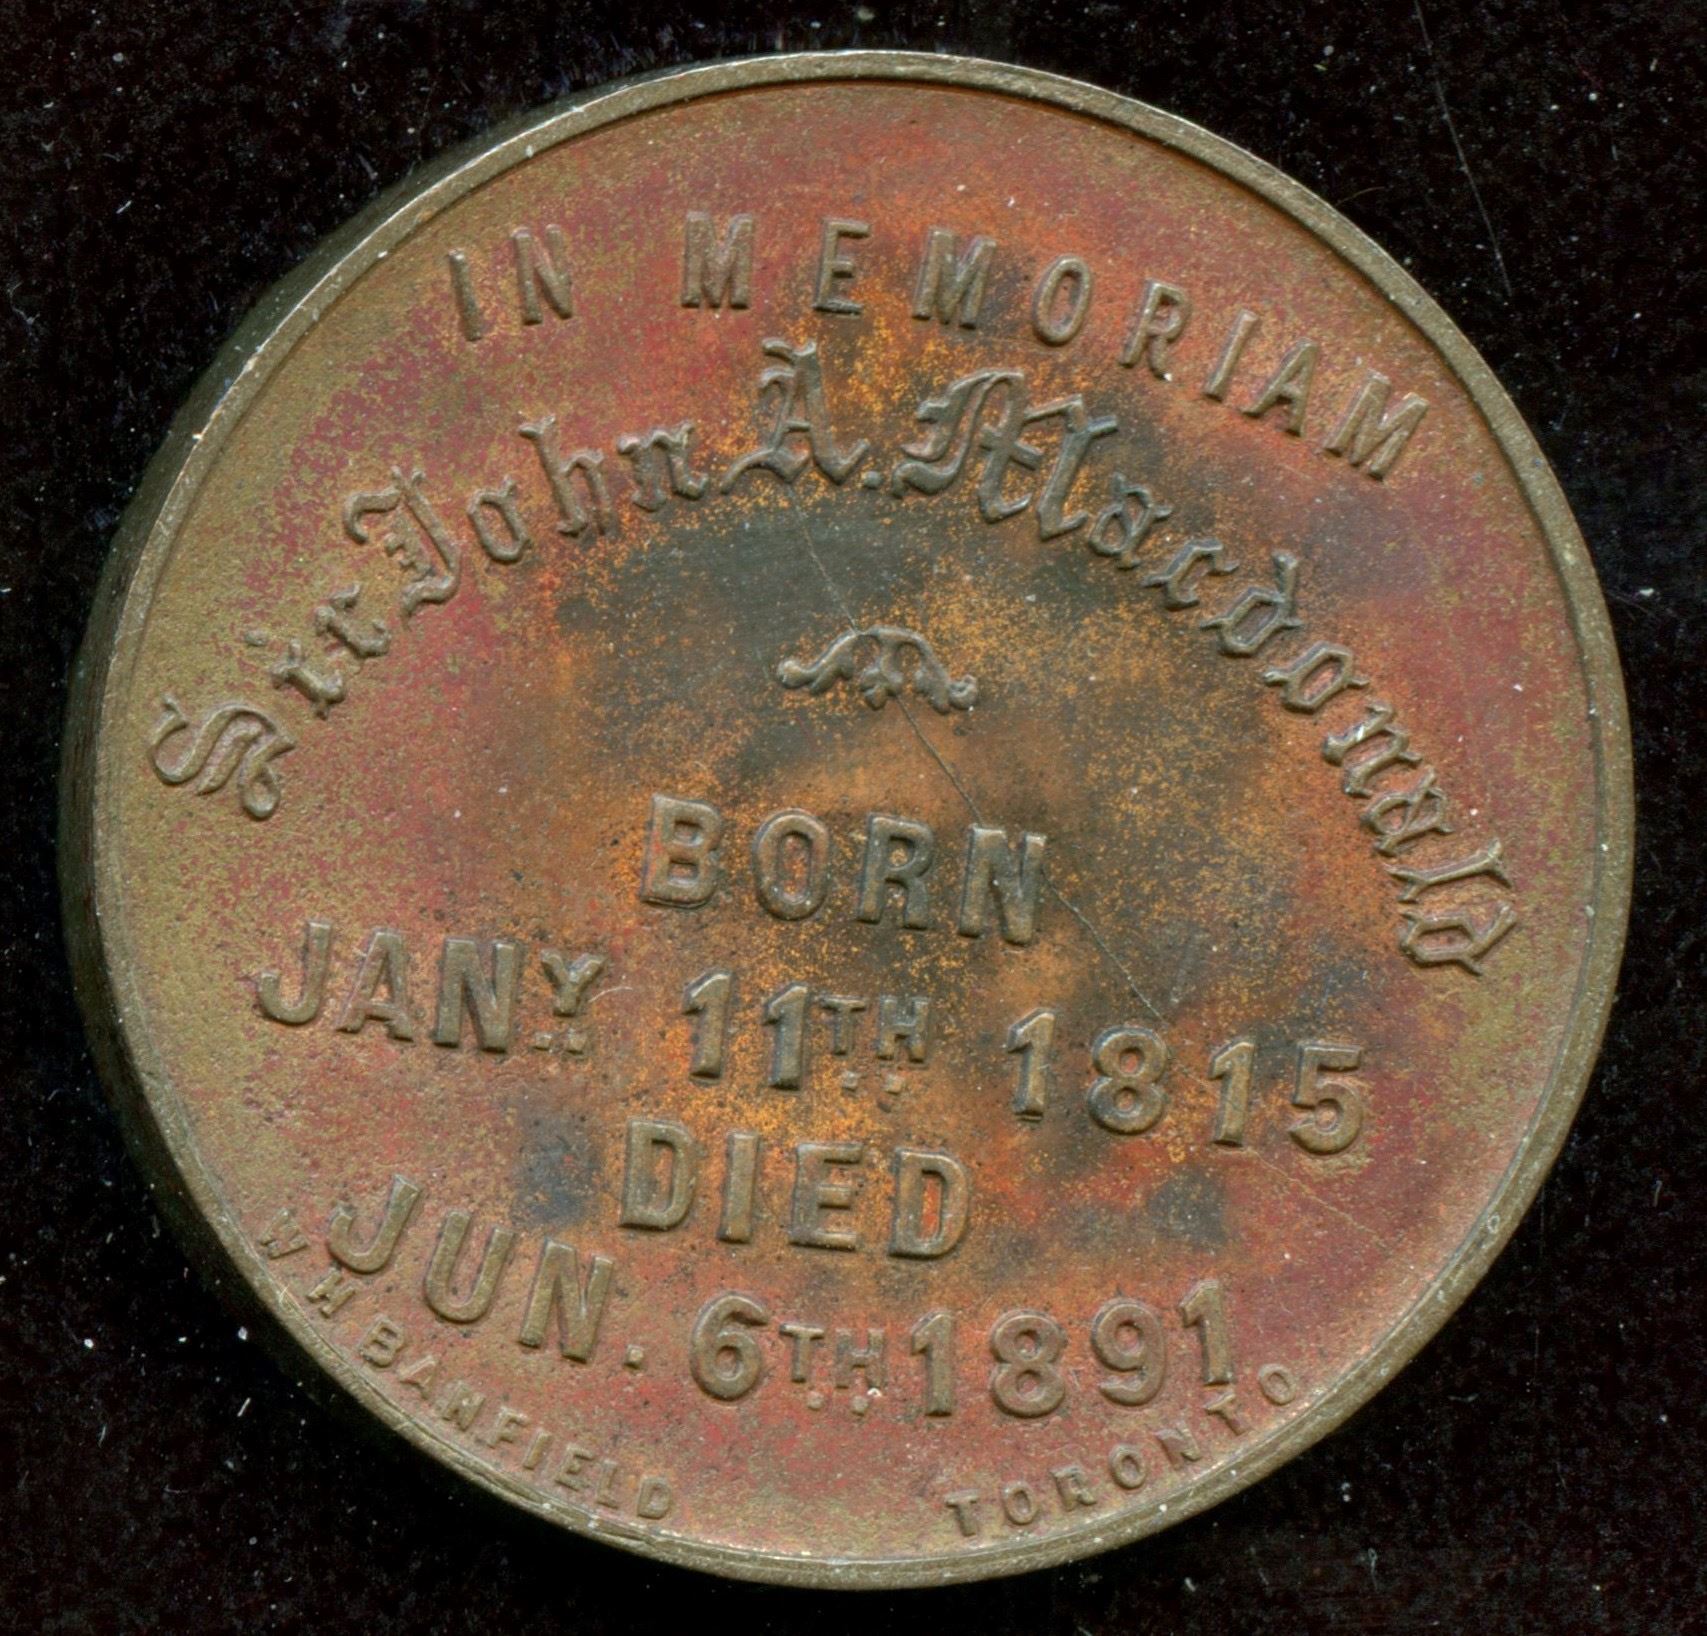 IN MEMORIAM
Sir John A. Macdonald
BORN
JANY. 11TH 1815
DIED
JUN. 6TH 1891
W H BANFIELD TORONTO